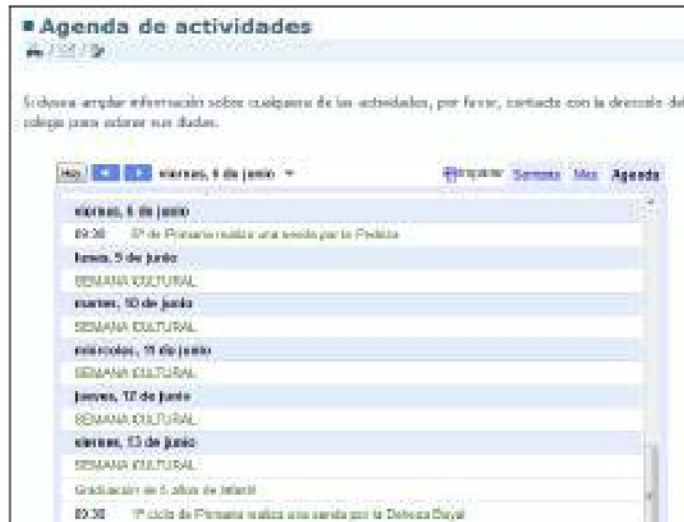 Agenda de actividades
Si desea ampliar información sobre cualquiera de las actividades, por favor, contacte con la dirección del
colegio para aclarar sus dudas.
Hoy viernes, 6 de junio Imprimir Semana Mes Agenda
viernes, 6 de junio
09:30 5º de Primaria realiza una senda por la Pedriza
lunes, 9 de junio
SEMANA CULTURAL
martes, 10 de junio
SEMANA CULTURAL
miércoles, 11 de junio
SEMANA CULTURAL
jueves, 12 de junio
SEMANA CULTURAL
viernes, 13 de junio
SEMANA CULTURAL
Graduación de 5 años de Infantil
09:30 1º ciclo de Primaria realiza una senda por la Dehesa Boyal